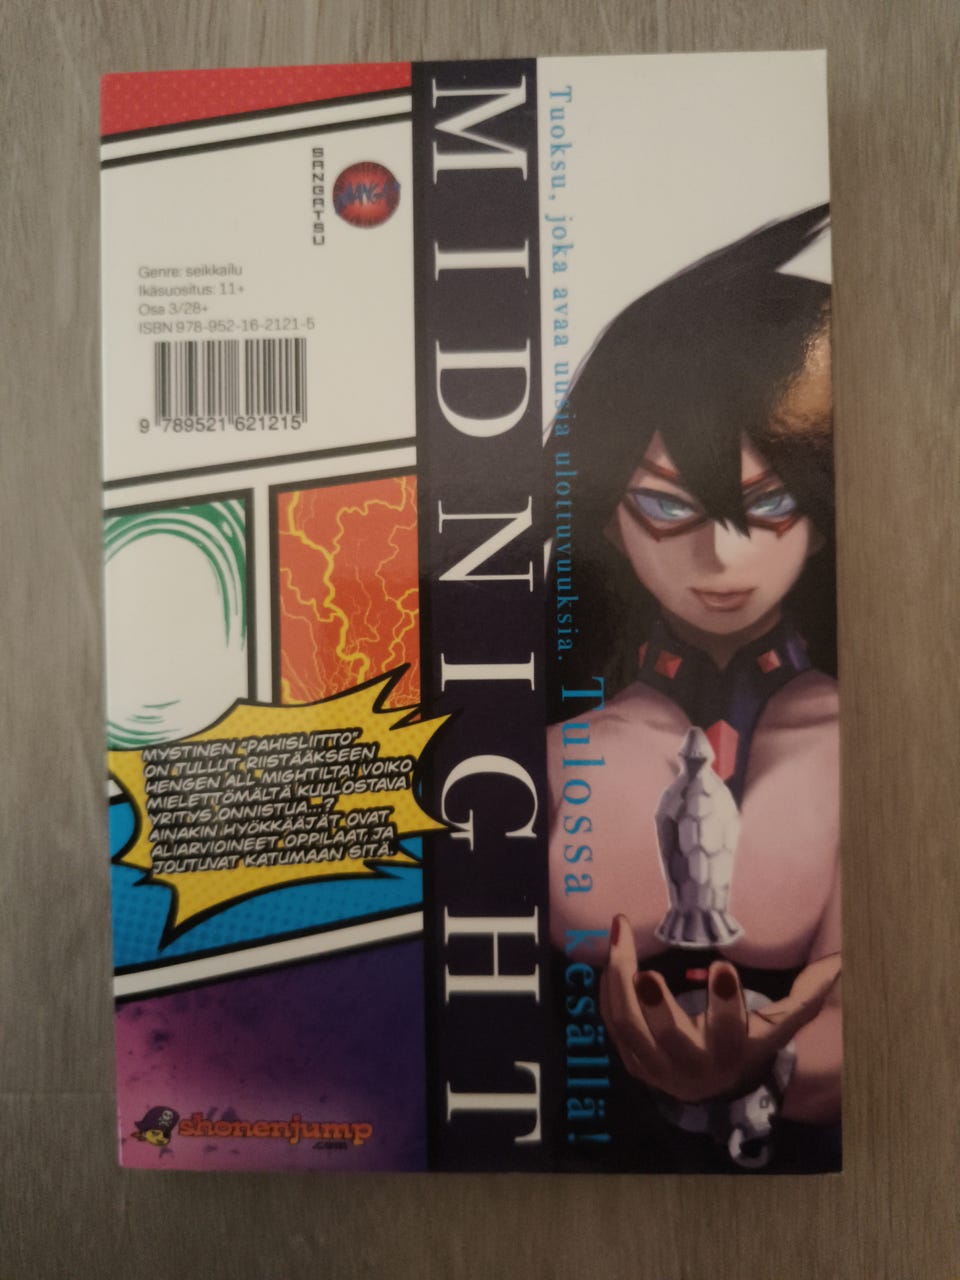 SANGATSU
MANGA
Genre: seikkailu
Ikäsuositus: 11+
Osa 3/28+
ISBN 978-952-16-2121-5
9 789521 621215
MYSTINEN "PAHISLIITTO"
ON TULLUT RIISTÄÄKSEEN
HENGEN ALL MIGHTILTA! VOIKO
MIELETTÖMÄLTÄ KUULOSTAVA
YRITYS ONNISTUA...?
AINAKIN HYÖKKÄÄJÄT OVAT
ALIARVIOINEET OPPILAAT, JA
JOUTUVAT KATUMAAN SITÄ.
shonenjump
.com
MIDNIGHT
Tuoksu, joka avaa uusia ulottuvuuksia.
Tulossa kesällä!